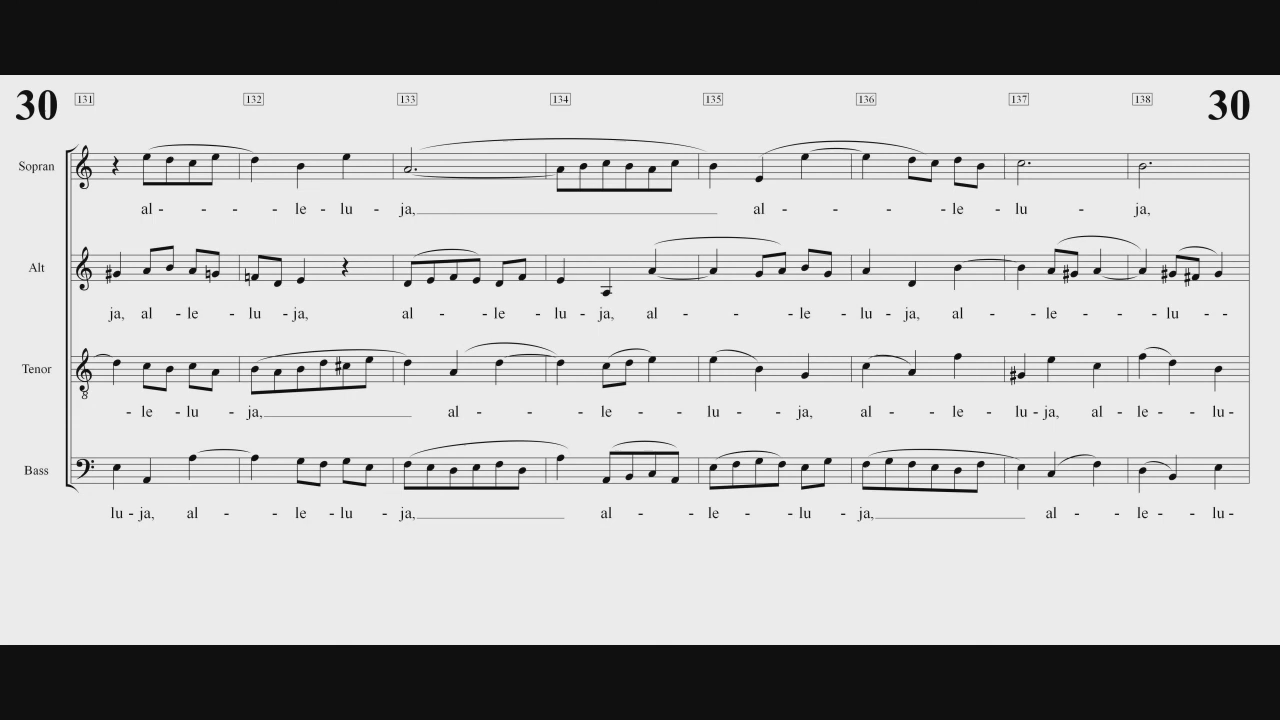 30 131 132 133 134 135 136 137 138 30
Sopran
al - - - - le - lu - ja, al - - - - le - lu - ja,
Alt
ja, al - le - lu - ja, al - - le - lu - ja, al - - - le - lu - ja, al - - le - - lu - -
Tenor
- le - lu - ja, al - - - le - - lu - - ja, al - - le - lu - ja, al - le - lu -
Bass
lu - ja, al - - le - lu - ja, al - - le - - lu - ja, al - - le - lu -